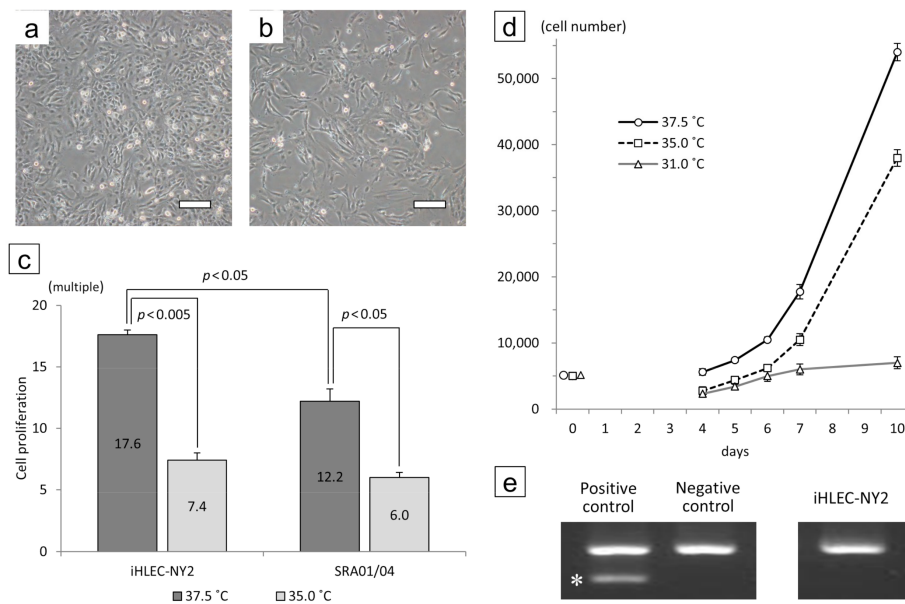 a
b
c
(multiple)
p<0.05
p<0.005
p<0.05
Cell proliferation
20
15
10
5
0
17.6
7.4
12.2
6.0
iHLEC-NY2
SRA01/04
37.5 ˚C
35.0 ˚C
d
(cell number)
50,000
40,000
30,000
20,000
10,000
0
37.5 ˚C
35.0 ˚C
31.0 ˚C
0 1 2 3 4 5 6 7 10
days
e
Positive
control
Negative
control
iHLEC-NY2
*